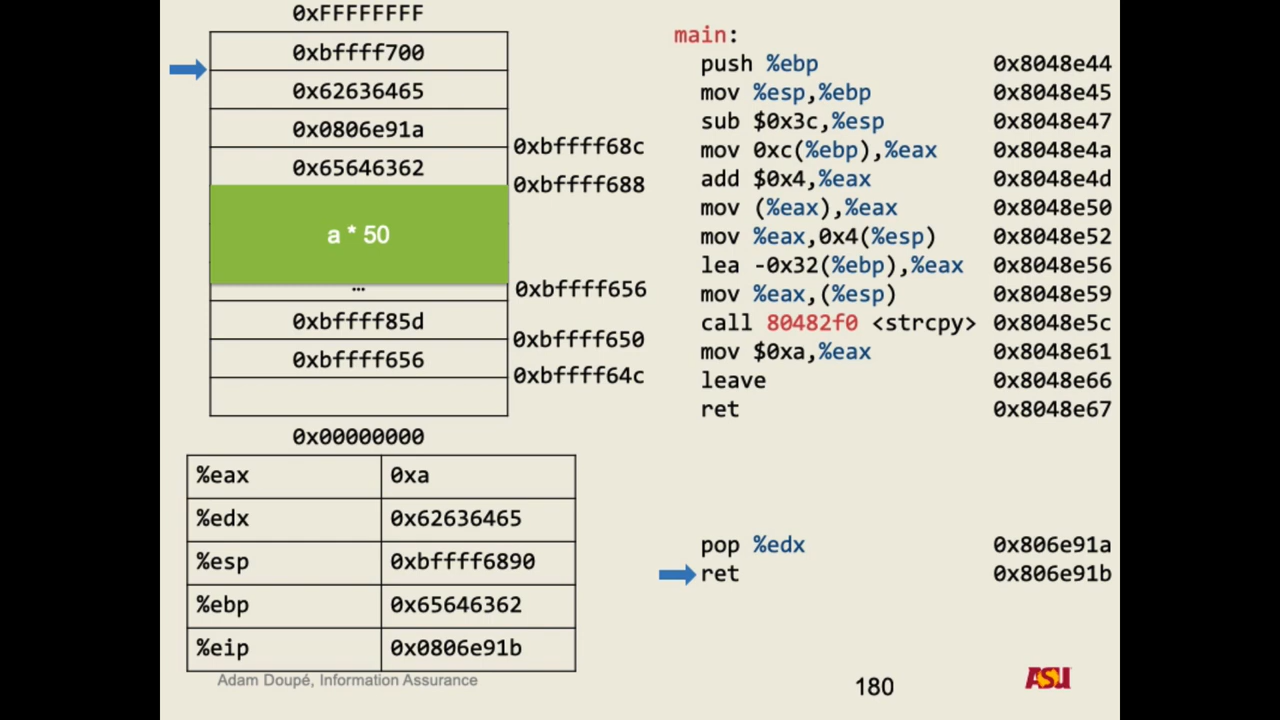 0xFFFFFFFF
0xbffff700
0x62636465
0x0806e91a
0xbffff68c
0x65646362
0xbffff688
a * 50
...
0xbffff656
0xbffff85d
0xbffff650
0xbffff656
0xbffff64c
0x00000000
%eax 0xa
%edx 0x62636465
%esp 0xbffff6890
%ebp 0x65646362
%eip 0x0806e91b
main:
push %ebp 0x8048e44
mov %esp,%ebp 0x8048e45
sub $0x3c,%esp 0x8048e47
mov 0xc(%ebp),%eax 0x8048e4a
add $0x4,%eax 0x8048e4d
mov (%eax),%eax 0x8048e50
mov %eax,0x4(%esp) 0x8048e52
lea -0x32(%ebp),%eax 0x8048e56
mov %eax,(%esp) 0x8048e59
call 80482f0 <strcpy> 0x8048e5c
mov $0xa,%eax 0x8048e61
leave 0x8048e66
ret 0x8048e67
pop %edx 0x806e91a
ret 0x806e91b
Adam Doupé, Information Assurance
180
ASU